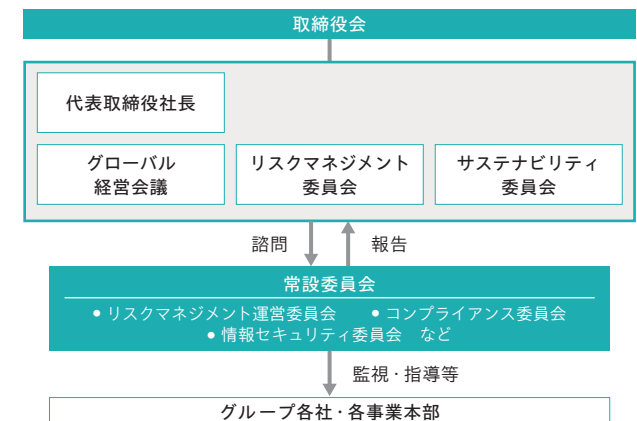 取締役会
代表取締役社長
グローバル
経営会議
リスクマネジメント
委員会
サステナビリティ
委員会
諮問
報告
常設委員会
● リスクマネジメント運営委員会 ● コンプライアンス委員会
● 情報セキュリティ委員会 など
監視・指導等
グループ各社・各事業本部